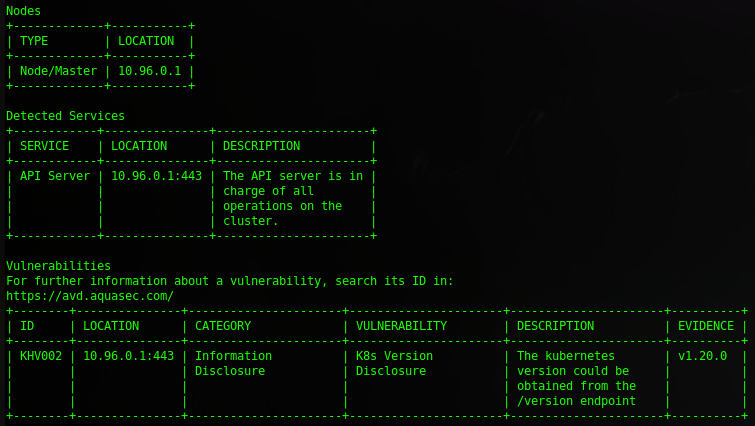 Nodes
+-------------+-----------+
| TYPE        | LOCATION  |
+-------------+-----------+
| Node/Master | 10.96.0.1 |
+-------------+-----------+

Detected Services
+------------+---------------+----------------------+
| SERVICE    | LOCATION      | DESCRIPTION          |
+------------+---------------+----------------------+
| API Server | 10.96.0.1:443 | The API server is in |
|            |               | charge of all        |
|            |               | operations on the    |
|            |               | cluster.             |
+------------+---------------+----------------------+

Vulnerabilities
For further information about a vulnerability, search its ID in:
https://avd.aquasec.com/
+--------+---------------+----------------------+----------------------+----------------------+----------+
| ID     | LOCATION      | CATEGORY             | VULNERABILITY        | DESCRIPTION          | EVIDENCE |
+--------+---------------+----------------------+----------------------+----------------------+----------+
| KHV002 | 10.96.0.1:443 | Information          | K8s Version          | The kubernetes       | v1.20.0  |
|        |               | Disclosure           | Disclosure           | version could be     |          |
|        |               |                      |                      | obtained from the    |          |
|        |               |                      |                      | /version endpoint    |          |
+--------+---------------+----------------------+----------------------+----------------------+----------+